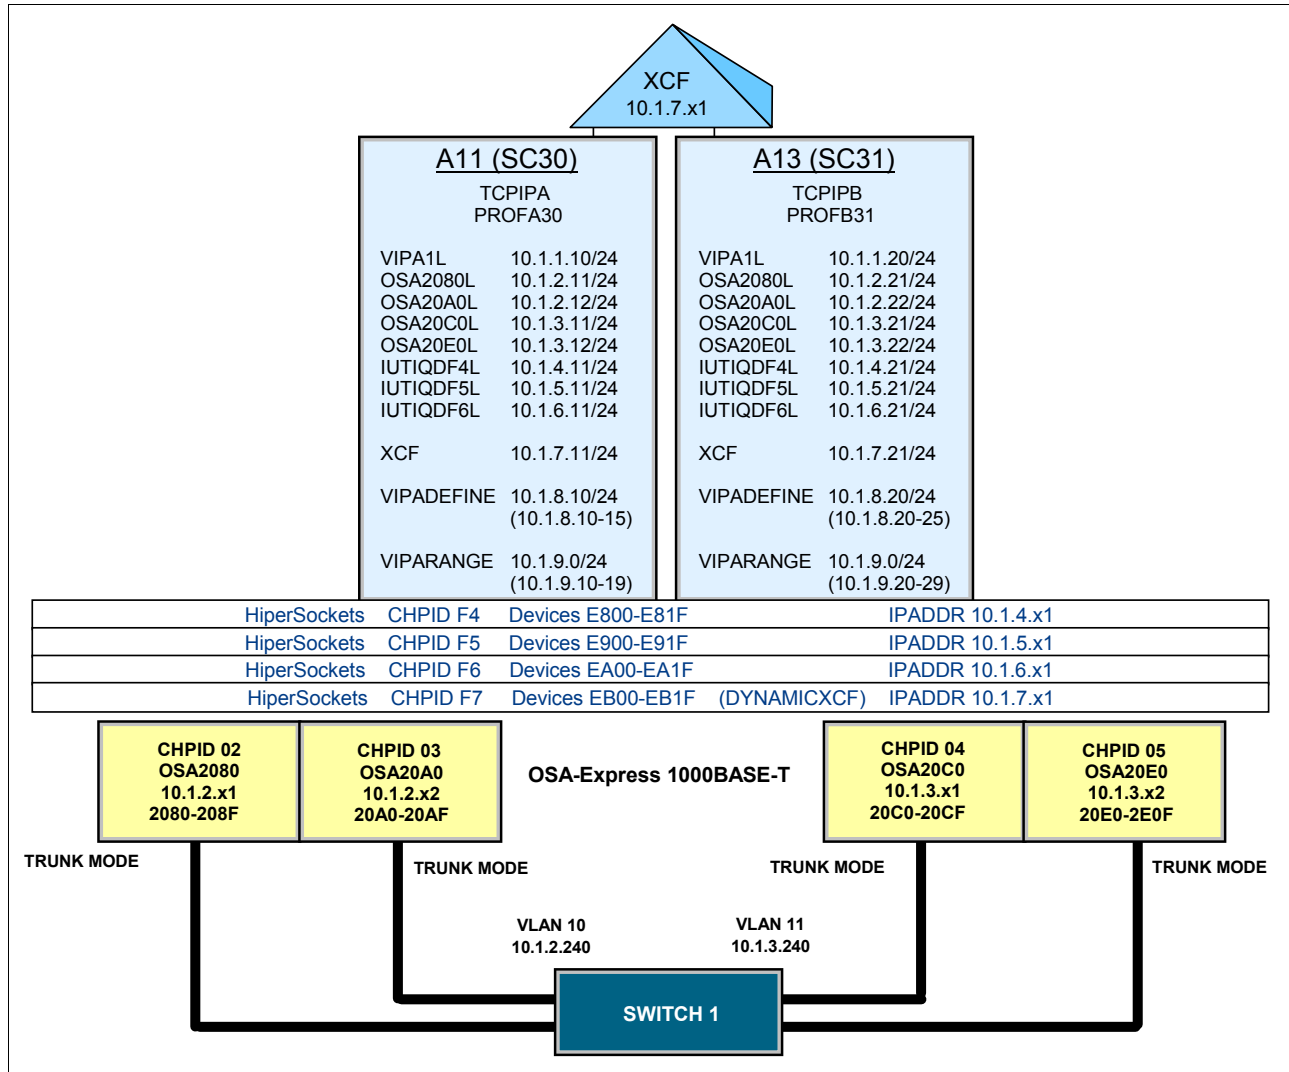 XCF
10.1.7.x1
A11 (SC30)
TCPIPA
PROFA30
VIPA1L 10.1.1.10/24
OSA2080L 10.1.2.11/24
OSA20A0L 10.1.2.12/24
OSA20C0L 10.1.3.11/24
OSA20E0L 10.1.3.12/24
IUTIQDF4L 10.1.4.11/24
IUTIQDF5L 10.1.5.11/24
IUTIQDF6L 10.1.6.11/24
XCF 10.1.7.11/24
VIPADEFINE 10.1.8.10/24
(10.1.8.10-15)
VIPARANGE 10.1.9.0/24
(10.1.9.10-19)
A13 (SC31)
TCPIPB
PROFB31
VIPA1L 10.1.1.20/24
OSA2080L 10.1.2.21/24
OSA20A0L 10.1.2.22/24
OSA20C0L 10.1.3.21/24
OSA20E0L 10.1.3.22/24
IUTIQDF4L 10.1.4.21/24
IUTIQDF5L 10.1.5.21/24
IUTIQDF6L 10.1.6.21/24
XCF 10.1.7.21/24
VIPADEFINE 10.1.8.20/24
(10.1.8.20-25)
VIPARANGE 10.1.9.0/24
(10.1.9.20-29)
HiperSockets CHPID F4 Devices E800-E81F IPADDR 10.1.4.x1
HiperSockets CHPID F5 Devices E900-E91F IPADDR 10.1.5.x1
HiperSockets CHPID F6 Devices EA00-EA1F IPADDR 10.1.6.x1
HiperSockets CHPID F7 Devices EB00-EB1F (DYNAMICXCF) IPADDR 10.1.7.x1
CHPID 02
OSA2080
10.1.2.x1
2080-208F
CHPID 03
OSA20A0
10.1.2.x2
20A0-20AF
OSA-Express 1000BASE-T
CHPID 04
OSA20C0
10.1.3.x1
20C0-20CF
CHPID 05
OSA20E0
10.1.3.x2
20E0-2E0F
TRUNK MODE
TRUNK MODE
TRUNK MODE
TRUNK MODE
VLAN 10
10.1.2.240
VLAN 11
10.1.3.240
SWITCH 1